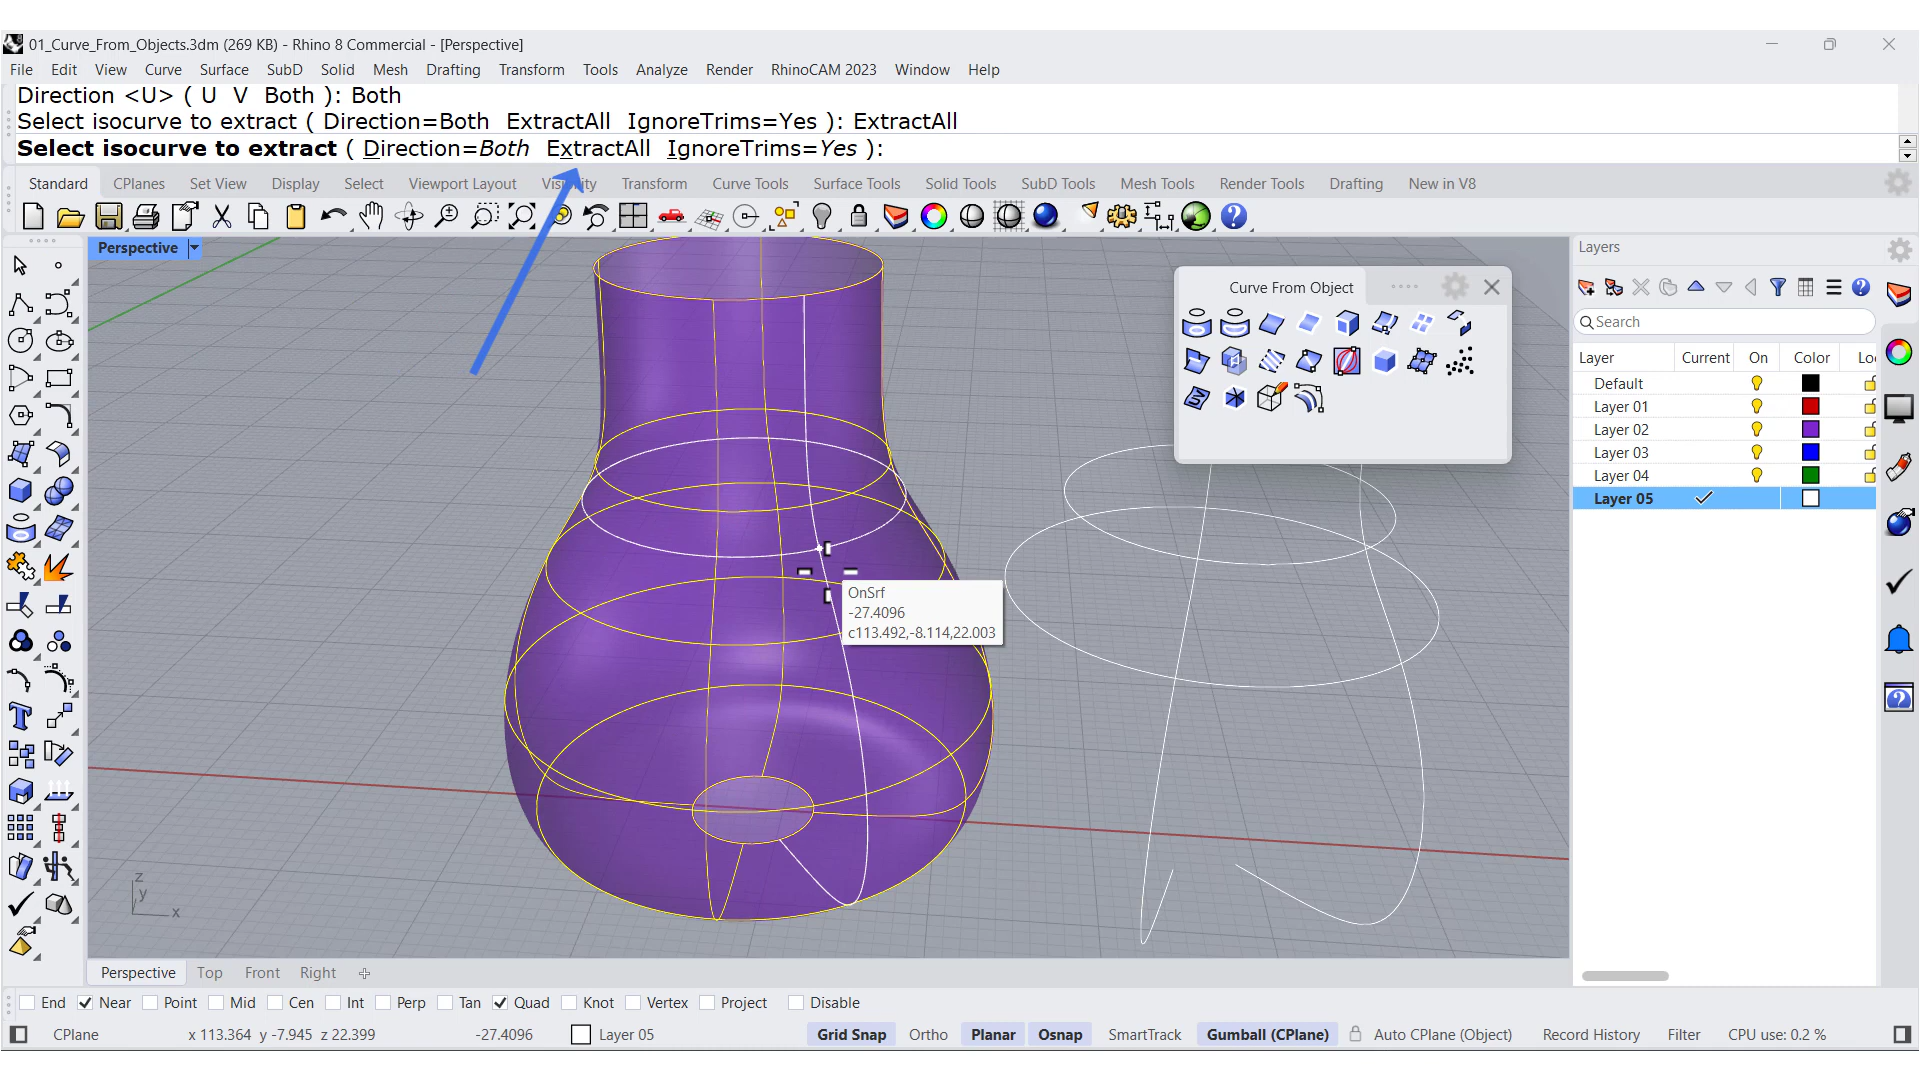 01_Curve_From_Objects.3dm (269 KB) - Rhino 8 Commercial - [Perspective]
File Edit View Curve Surface SubD Solid Mesh Drafting Transform Tools Analyze Render RhinoCAM 2023 Window Help
Direction <U> ( U V Both ): Both
Select isocurve to extract ( Direction=Both ExtractAll IgnoreTrims=Yes ): ExtractAll
Select isocurve to extract ( Direction=Both ExtractAll IgnoreTrims=Yes ):
Standard CPlanes Set View Display Select Viewport Layout Visibility Transform Curve Tools Surface Tools Solid Tools SubD Tools Mesh Tools Render Tools Drafting New in V8
Perspective
Layers
Curve From Object
Search
Layer Current On Color Lo
Default
Layer 01
Layer 02
Layer 03
Layer 04
Layer 05
OnSrf
-27.4096
c113.492,-8.114,22.003
z
y
x
Perspective Top Front Right
End Near Point Mid Cen Int Perp Tan Quad Knot Vertex Project Disable
CPlane x 113.364 y -7.945 z 22.399 -27.4096 Layer 05 Grid Snap Ortho Planar Osnap SmartTrack Gumball (CPlane) Auto CPlane (Object) Record History Filter CPU use: 0.2 %